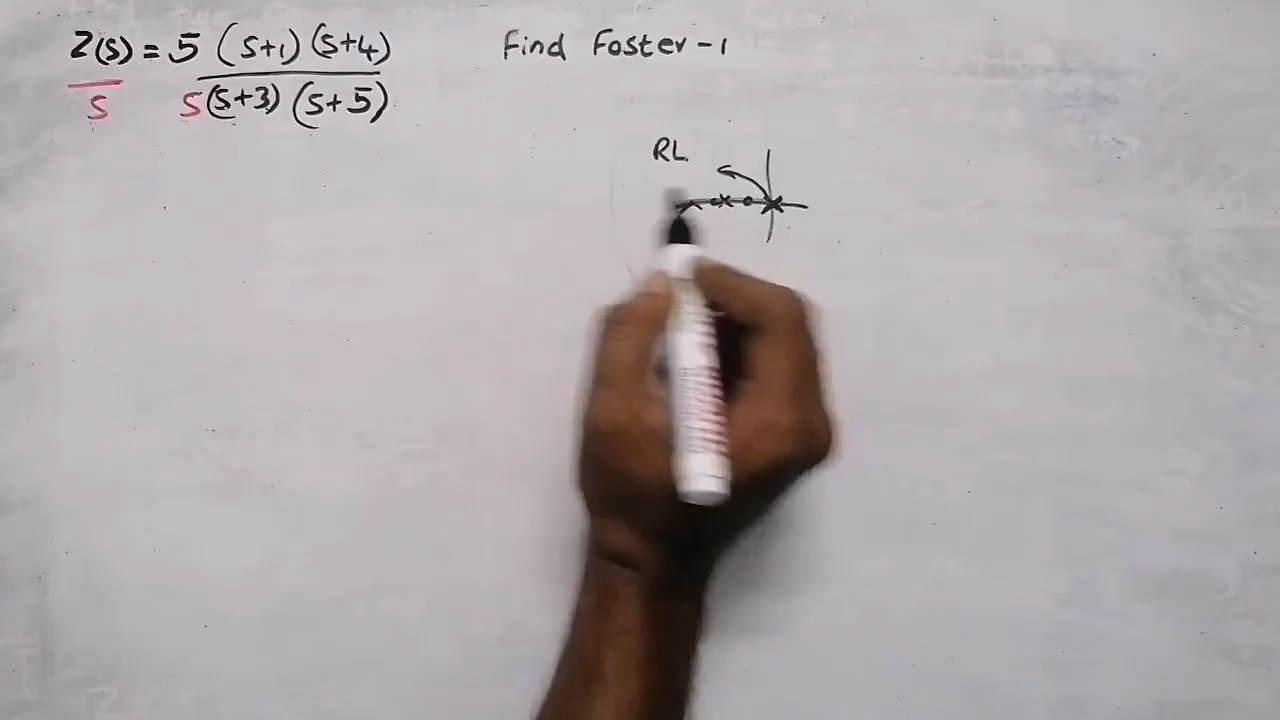 Z(s) = 5 (s+1) (s+4) Find Foster-1
s s(s+3) (s+5)
RL